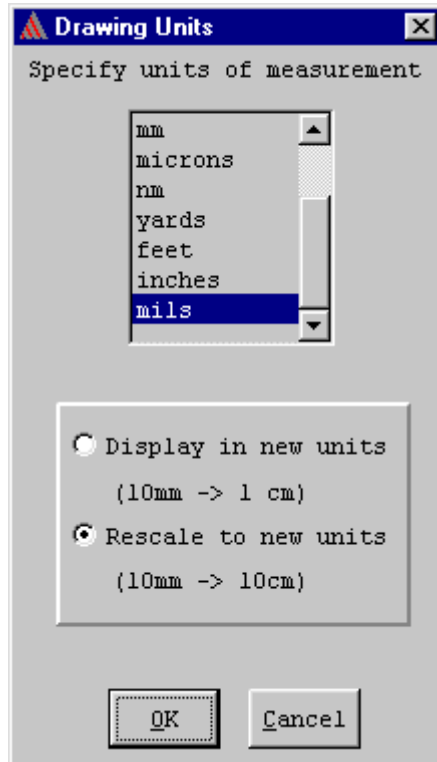 Drawing Units
Specify units of measurement
mm
microns
nm
yards
feet
inches
mils
Display in new units
(10mm -> 1 cm)
Rescale to new units
(10mm -> 10cm)
OK
Cancel